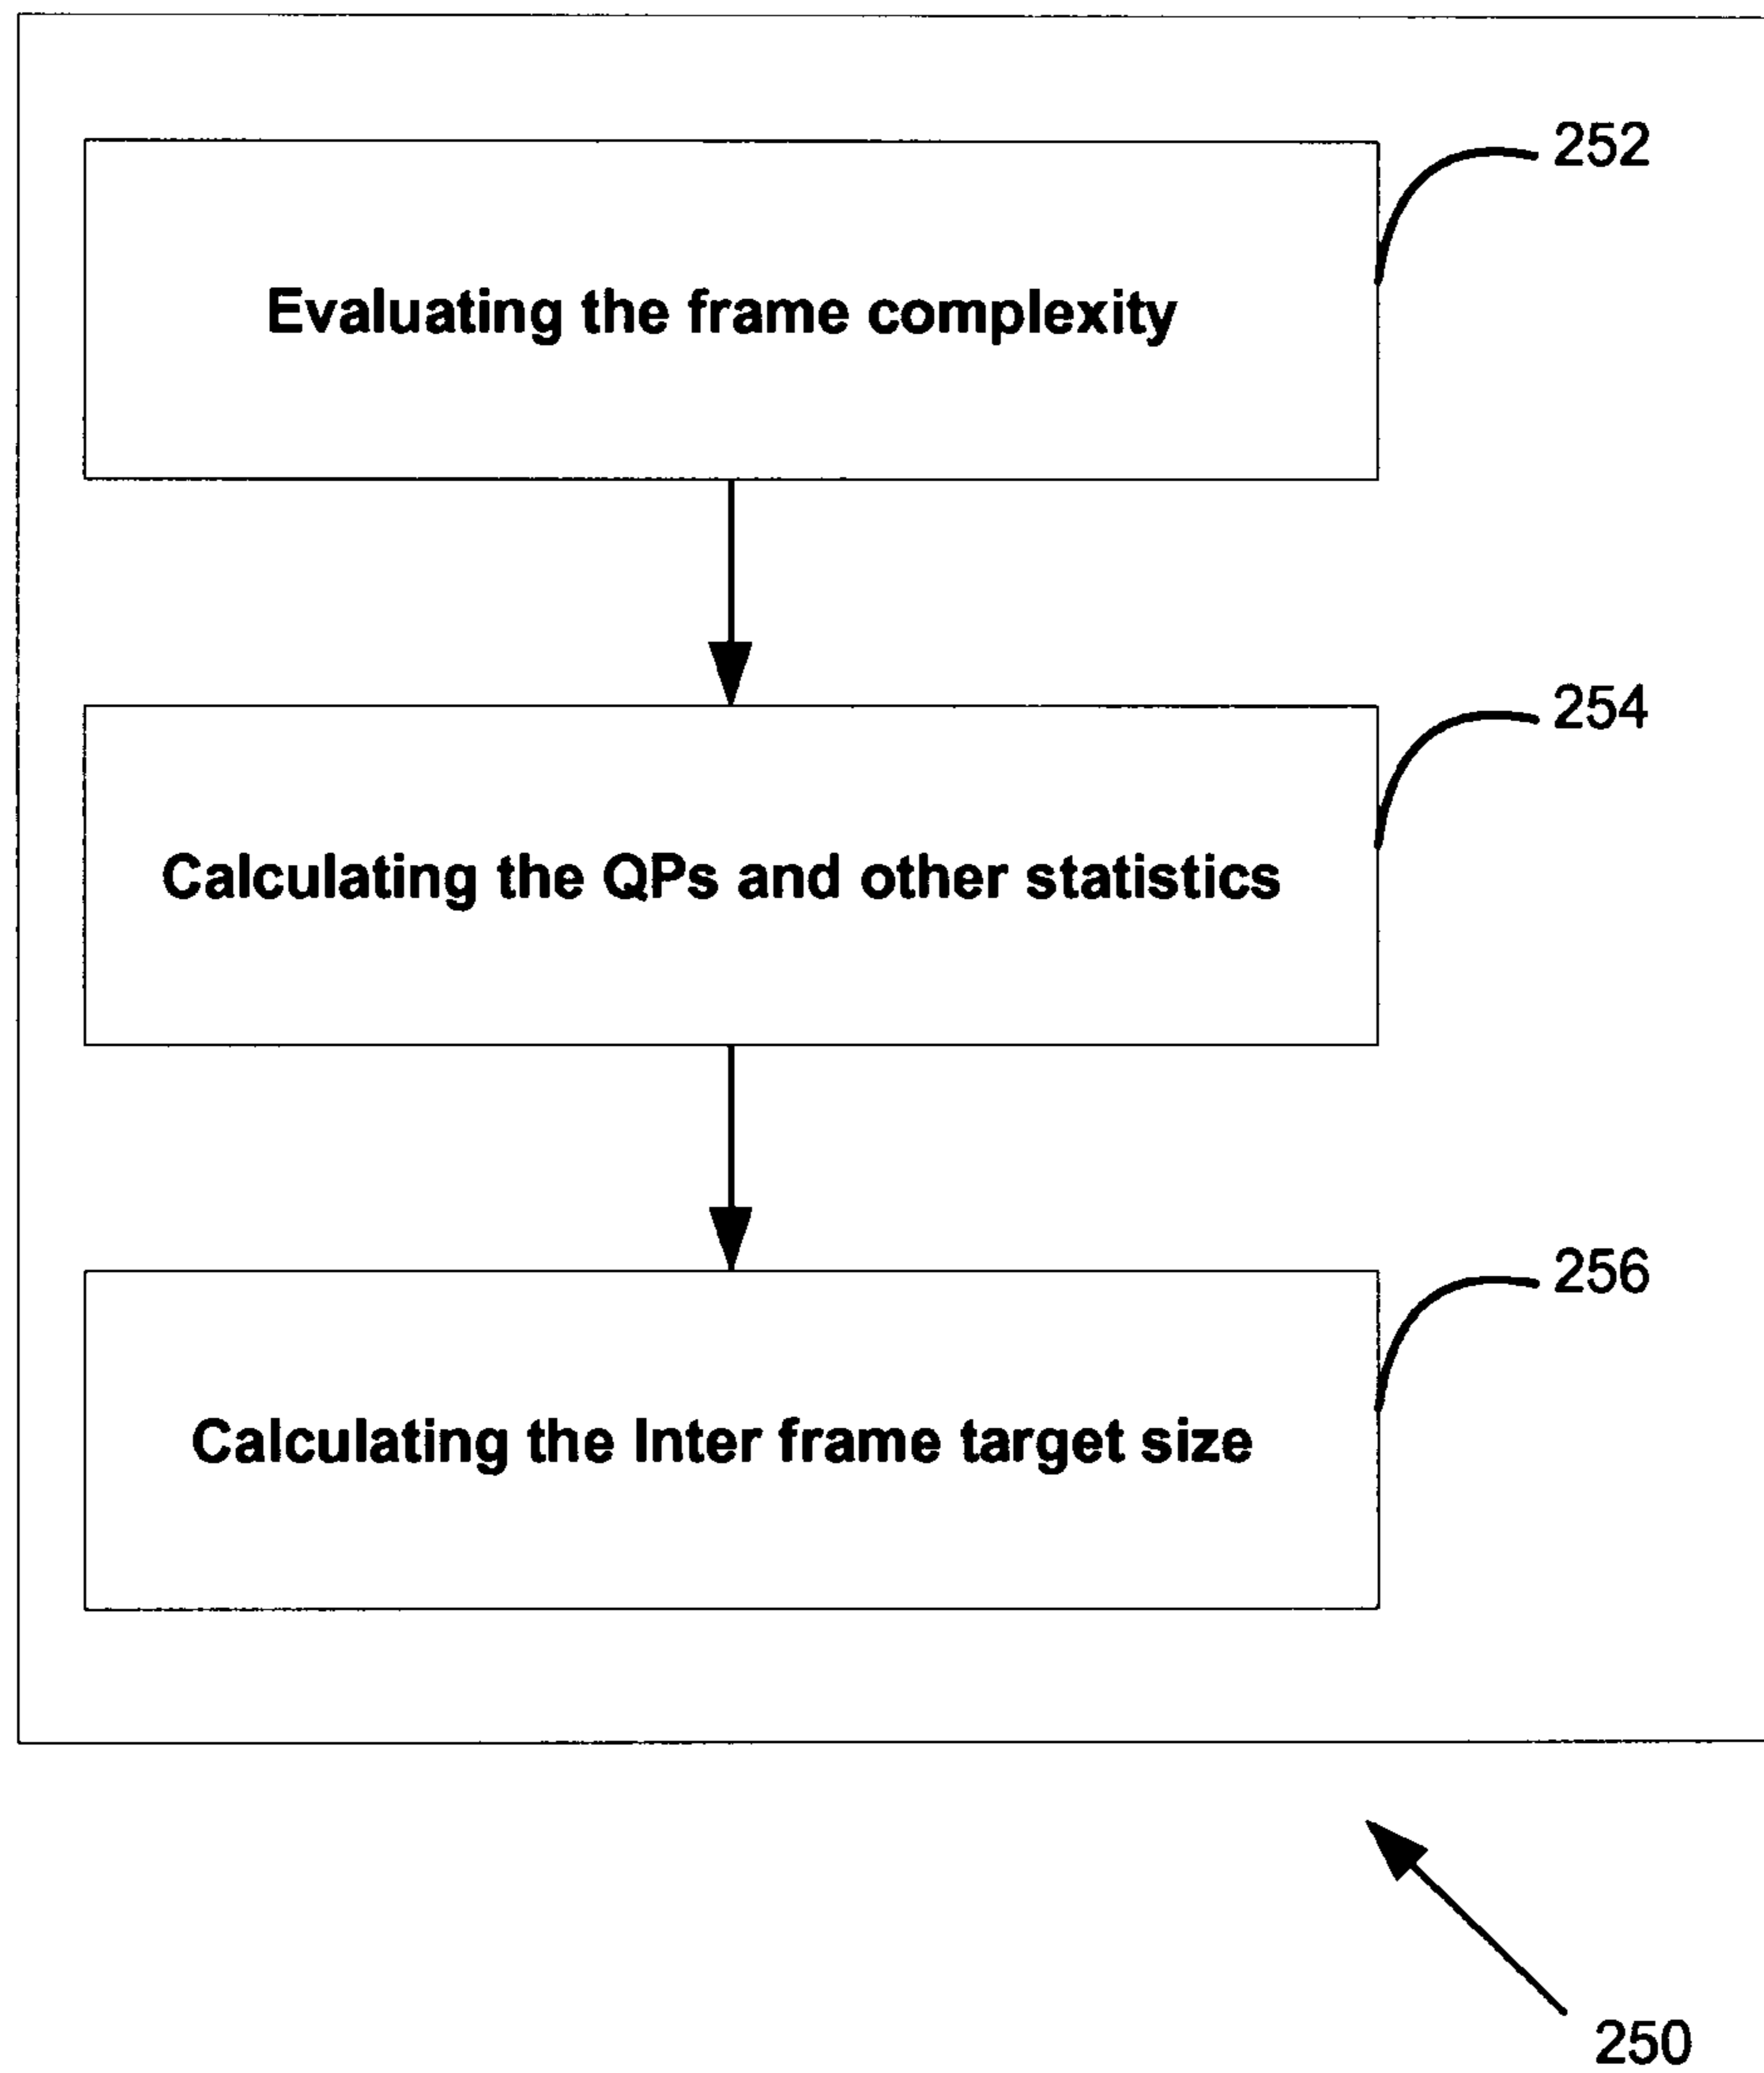 252
Evaluating the frame complexity
254
Calculating the QPs and other statistics
256
Calculating the Inter frame target size
250